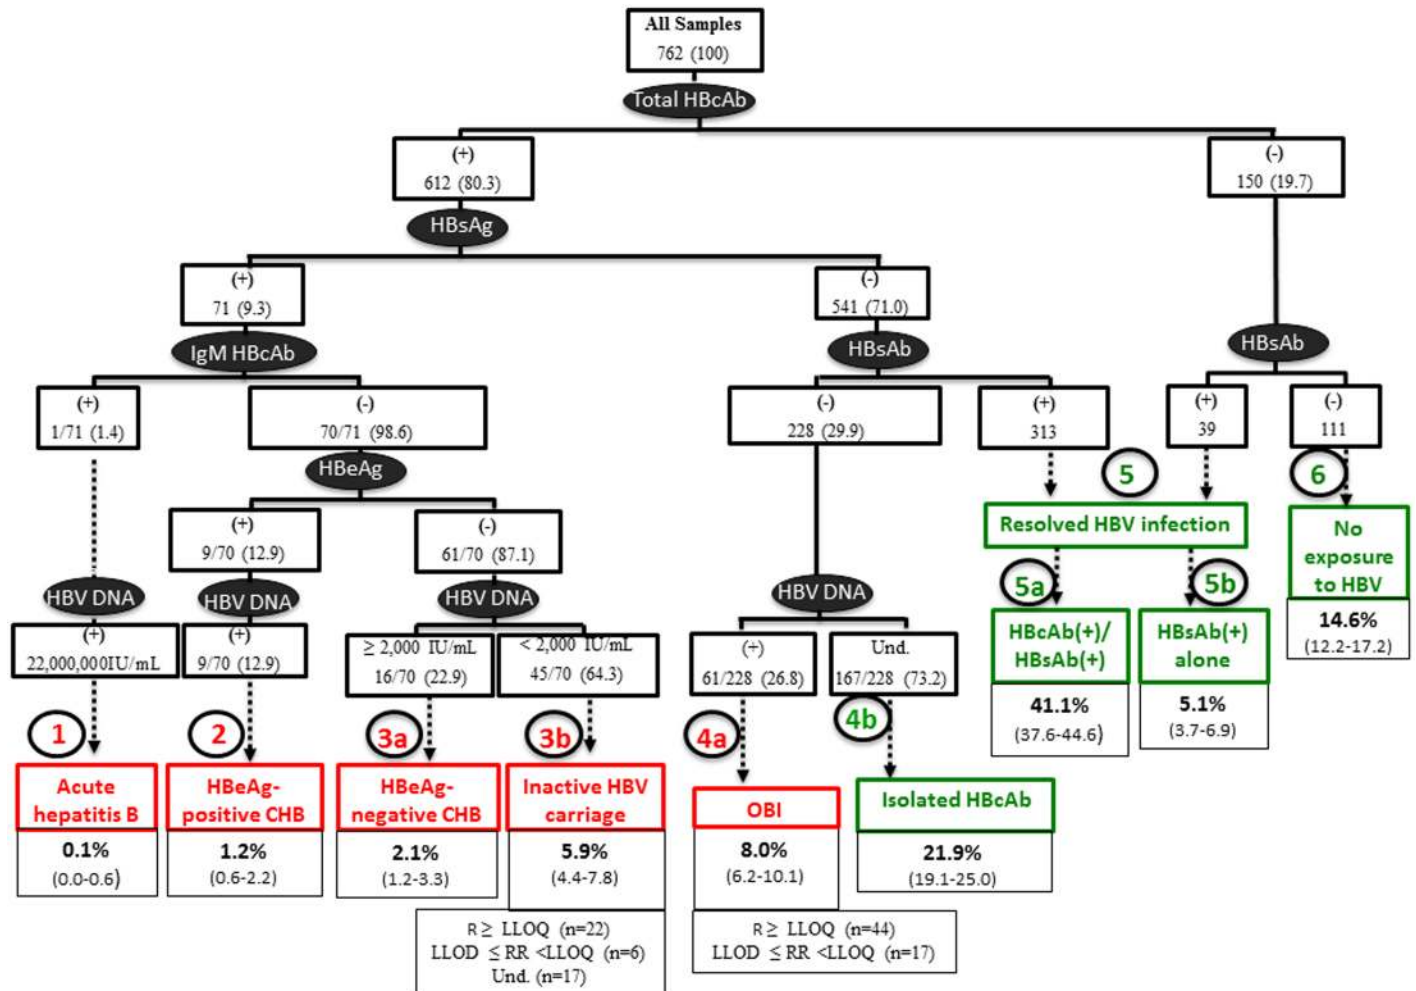 All Samples
762 (100)
Total HBcAb
(+)
612 (80.3)
(-)
150 (19.7)
HBsAg
(+)
71 (9.3)
(-)
541 (71.0)
IgM HBcAb
HBsAb
HBsAb
(+)
1/71 (1.4)
(-)
70/71 (98.6)
(-)
228 (29.9)
(+)
313
(+)
39
(-)
111
HBeAg
5
6
(+)
9/70 (12.9)
(-)
61/70 (87.1)
Resolved HBV infection
No
exposure
to HBV
14.6%
(12.2-17.2)
HBV DNA
HBV DNA
HBV DNA
HBV DNA
5a
5b
(+)
22,000,000IU/mL
(+)
9/70 (12.9)
≥ 2,000 IU/mL
16/70 (22.9)
< 2,000 IU/mL
45/70 (64.3)
(+)
61/228 (26.8)
Und.
167/228 (73.2)
HBcAb(+)/
HBsAb(+)
41.1%
(37.6-44.6)
HBsAb(+)
alone
5.1%
(3.7-6.9)
1
2
3a
3b
4a
4b
Acute
hepatitis B
0.1%
(0.0-0.6)
HBeAg-
positive CHB
1.2%
(0.6-2.2)
HBeAg-
negative CHB
2.1%
(1.2-3.3)
Inactive HBV
carriage
5.9%
(4.4-7.8)
OBI
8.0%
(6.2-10.1)
Isolated HBcAb
21.9%
(19.1-25.0)
R ≥ LLOQ (n=22)
LLOD ≤ RR <LLOQ (n=6)
Und. (n=17)
R ≥ LLOQ (n=44)
LLOD ≤ RR <LLOQ (n=17)